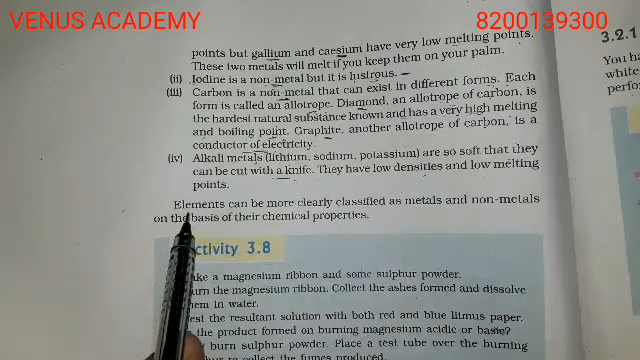 VENUS ACADEMY
8200139300
points but gallium and caesium have very low melting points.
These two metals will melt if you keep them on your palm.
(ii) Iodine is a non-metal but it is lustrous.
(iii) Carbon is a non-metal that can exist in different forms. Each
form is called an allotrope. Diamond, an allotrope of carbon, is
the hardest natural substance known and has a very high melting
and boiling point. Graphite, another allotrope of carbon, is a
conductor of electricity.
(iv) Alkali metals (lithium, sodium, potassium) are so soft that they
can be cut with a knife. They have low densities and low melting
points.
Elements can be more clearly classified as metals and non-metals
on the basis of their chemical properties.
ctivity 3.8
ake a magnesium ribbon and some sulphur powder.
urn the magnesium ribbon. Collect the ashes formed and dissolve
hem in water.
est the resultant solution with both red and blue litmus paper.
the product formed on burning magnesium acidic or basic?
burn sulphur powder. Place a test tube over the burning
to collect the fumes produced.
3.2.1
You ha
white
perfo